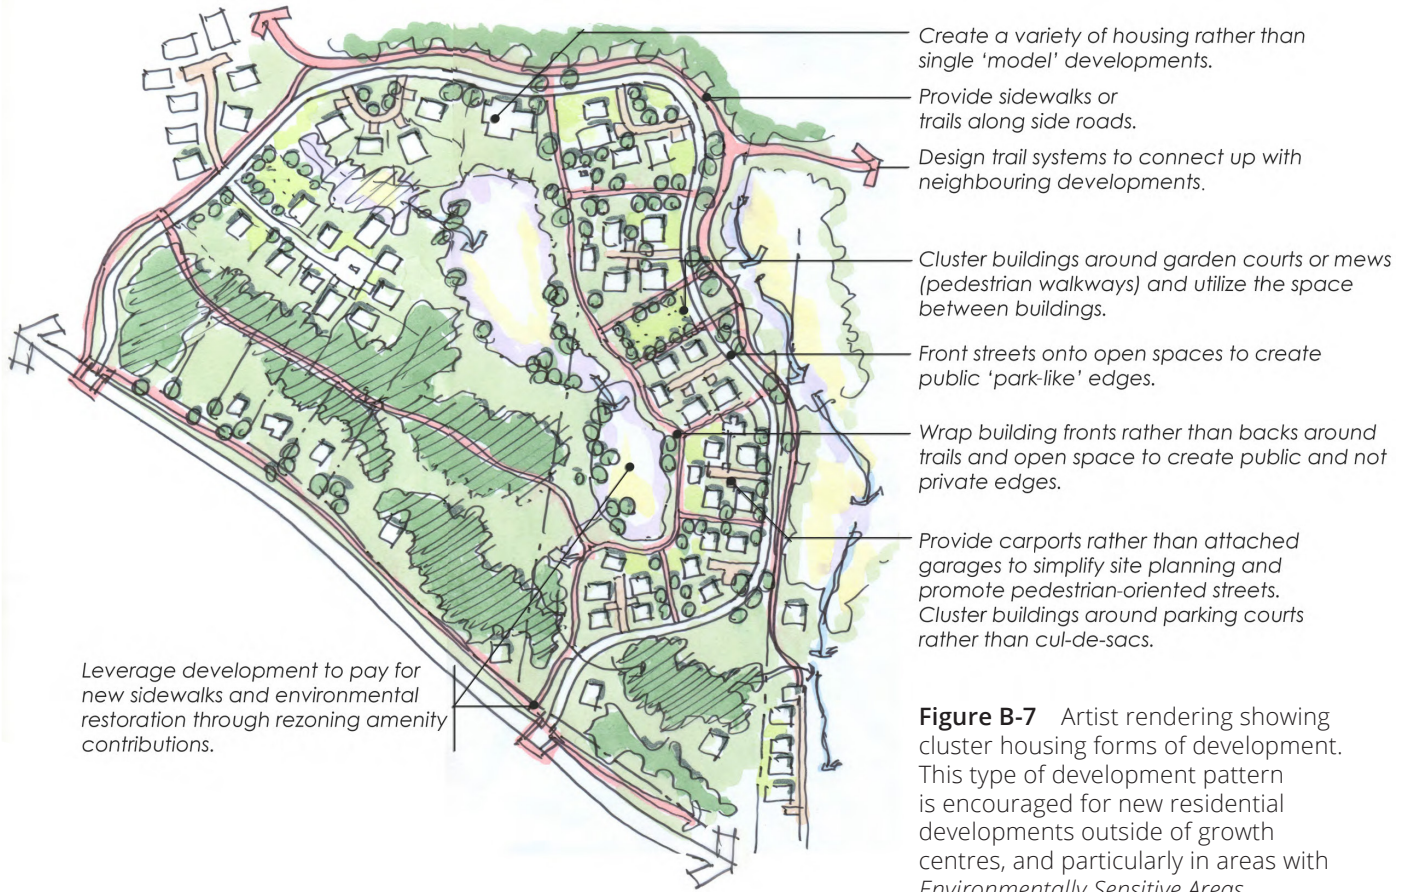 Create a variety of housing rather than
single ‘model’ developments.
Provide sidewalks or
trails along side roads.
Design trail systems to connect up with
neighbouring developments.
Cluster buildings around garden courts or mews
(pedestrian walkways) and utilize the space
between buildings.
Front streets onto open spaces to create
public ‘park-like’ edges.
Wrap building fronts rather than backs around
trails and open space to create public and not
private edges.
Provide carports rather than attached
garages to simplify site planning and
promote pedestrian-oriented streets.
Cluster buildings around parking courts
rather than cul-de-sacs.
Leverage development to pay for
new sidewalks and environmental
restoration through rezoning amenity
contributions.
Figure B-7 Artist rendering showing
cluster housing forms of development.
This type of development pattern
is encouraged for new residential
developments outside of growth
centres, and particularly in areas with
Environmentally Sensitive Areas